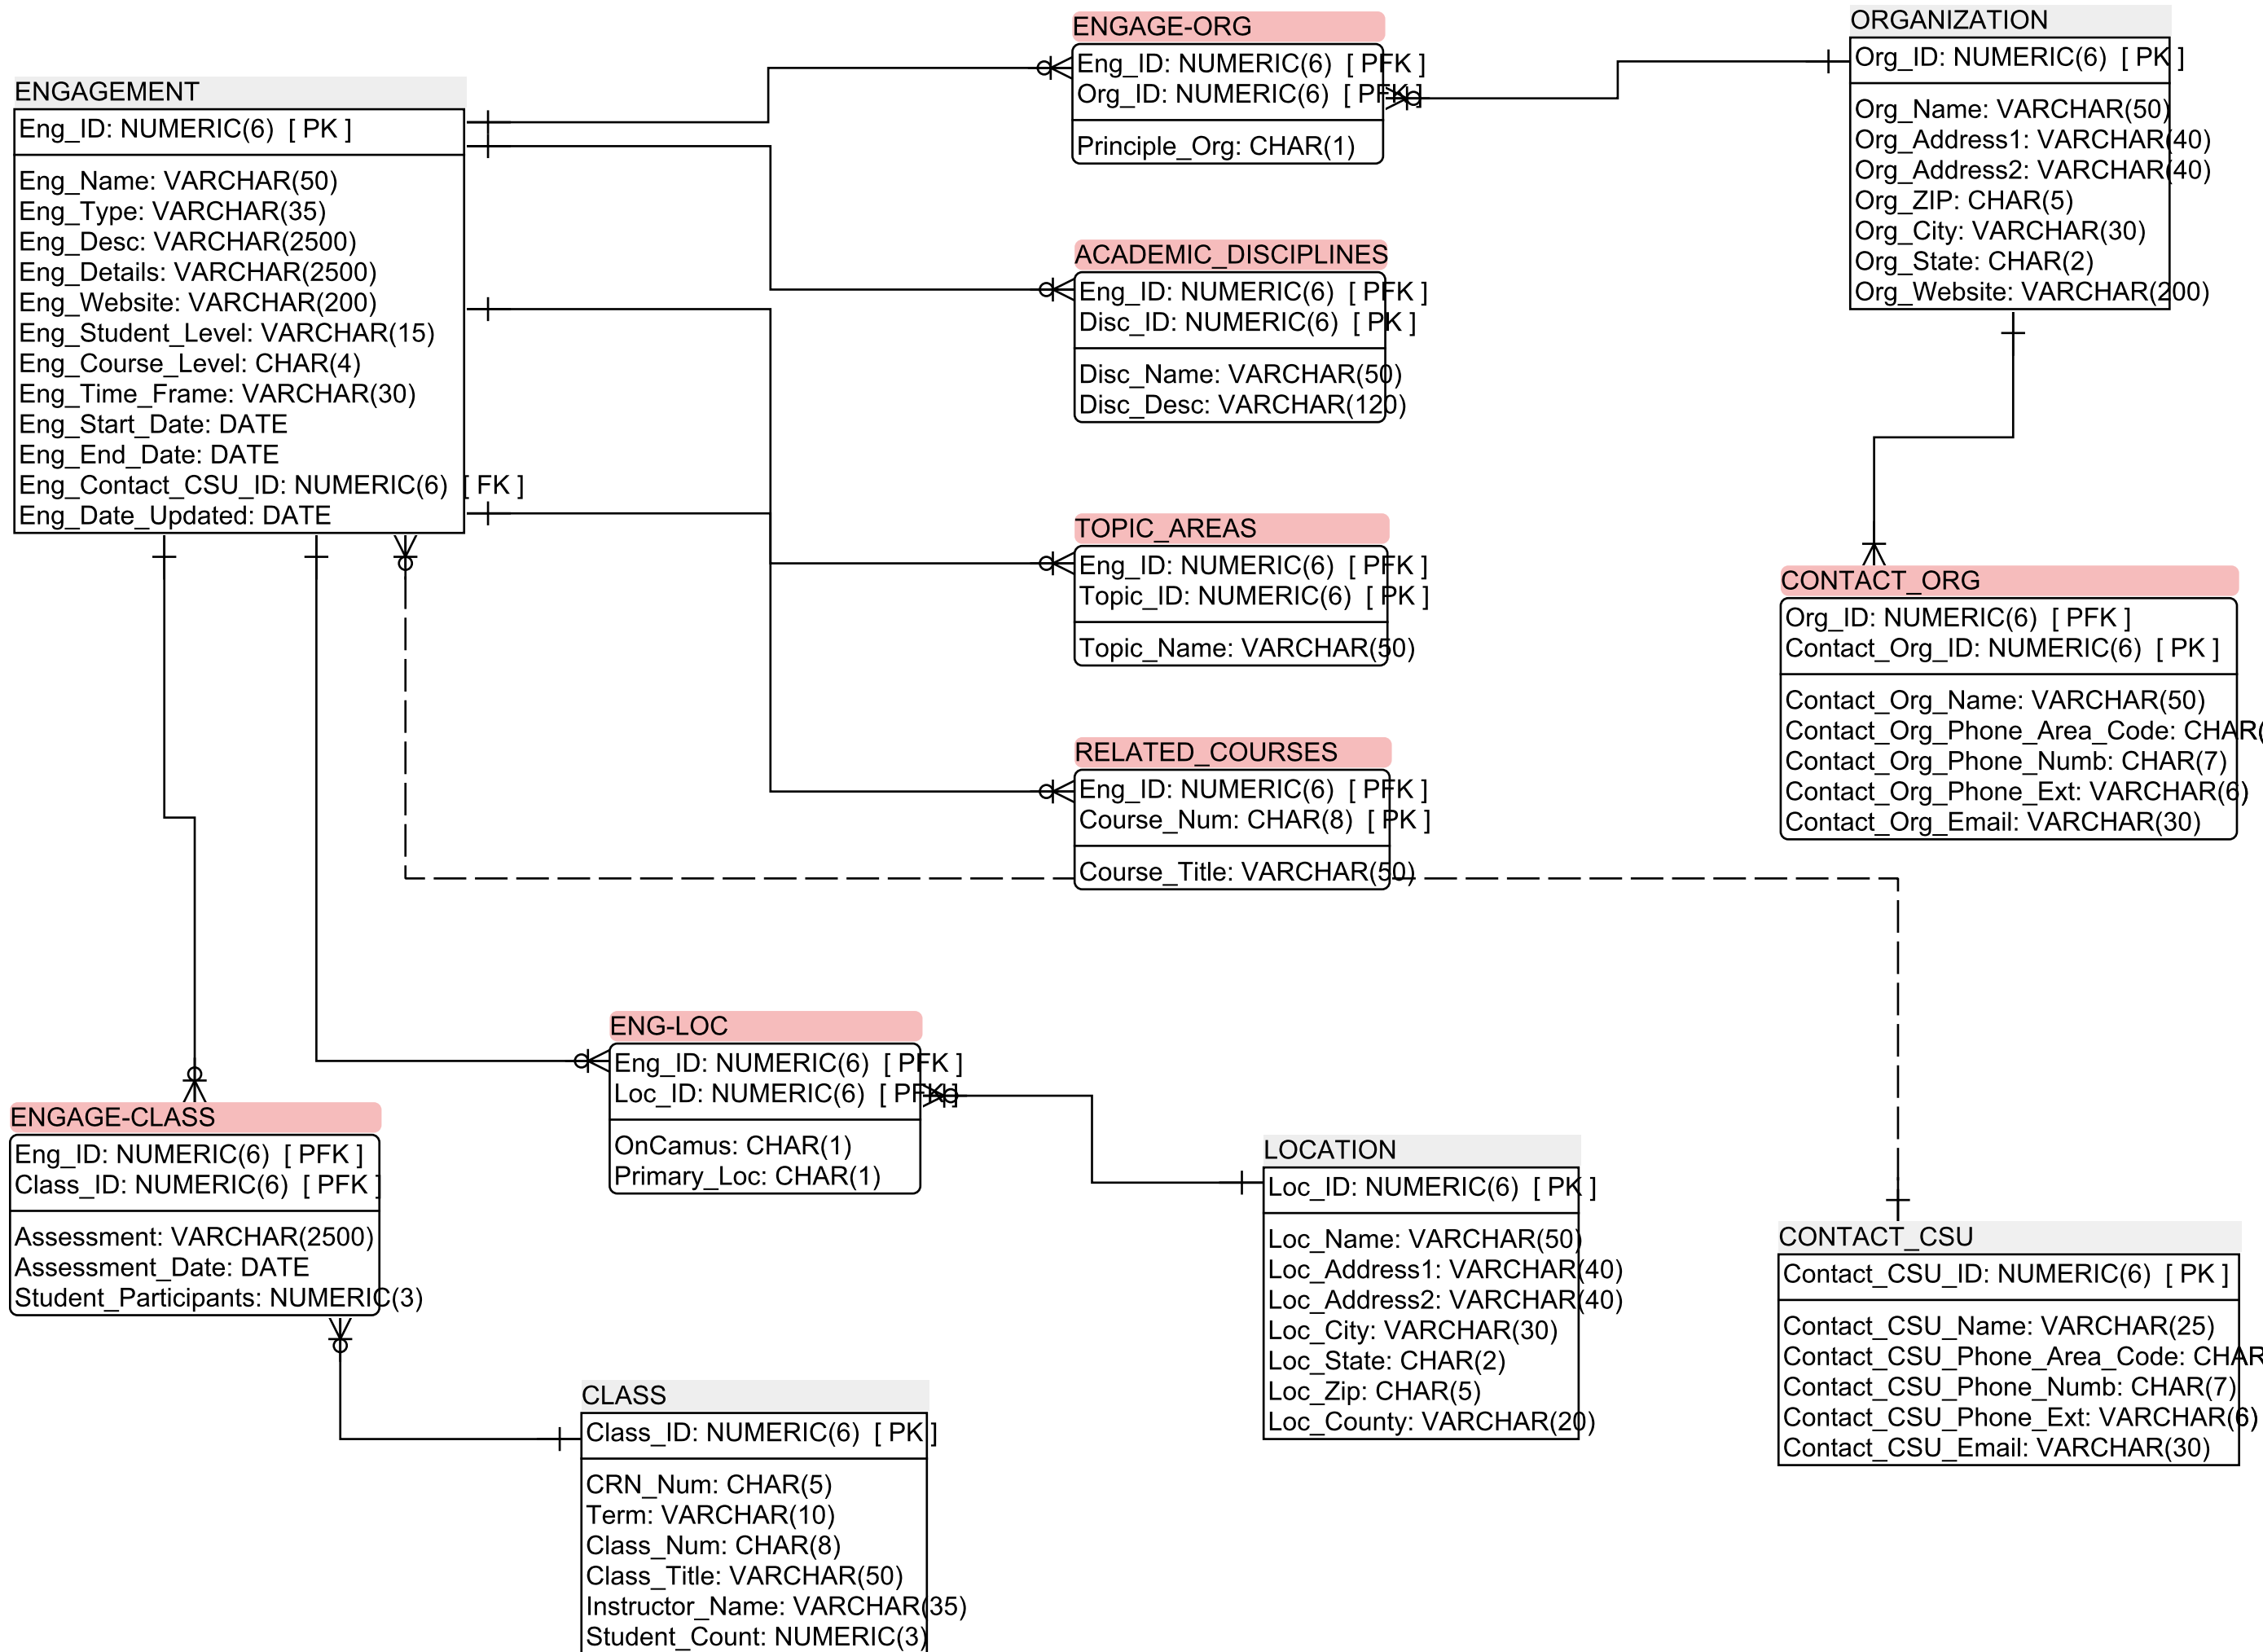 ENGAGEMENT
Eng_ID: NUMERIC(6) [ PK ]
Eng_Name: VARCHAR(50)
Eng_Type: VARCHAR(35)
Eng_Desc: VARCHAR(2500)
Eng_Details: VARCHAR(2500)
Eng_Website: VARCHAR(200)
Eng_Student_Level: VARCHAR(15)
Eng_Course_Level: CHAR(4)
Eng_Time_Frame: VARCHAR(30)
Eng_Start_Date: DATE
Eng_End_Date: DATE
Eng_Contact_CSU_ID: NUMERIC(6) [ FK ]
Eng_Date_Updated: DATE
ENGAGE-ORG
Eng_ID: NUMERIC(6) [ PFK ]
Org_ID: NUMERIC(6) [ PFK ]
Principle_Org: CHAR(1)
ORGANIZATION
Org_ID: NUMERIC(6) [ PK ]
Org_Name: VARCHAR(50)
Org_Address1: VARCHAR(40)
Org_Address2: VARCHAR(40)
Org_ZIP: CHAR(5)
Org_City: VARCHAR(30)
Org_State: CHAR(2)
Org_Website: VARCHAR(200)
ACADEMIC_DISCIPLINES
Eng_ID: NUMERIC(6) [ PFK ]
Disc_ID: NUMERIC(6) [ PK ]
Disc_Name: VARCHAR(50)
Disc_Desc: VARCHAR(120)
TOPIC_AREAS
Eng_ID: NUMERIC(6) [ PFK ]
Topic_ID: NUMERIC(6) [ PK ]
Topic_Name: VARCHAR(50)
CONTACT_ORG
Org_ID: NUMERIC(6) [ PFK ]
Contact_Org_ID: NUMERIC(6) [ PK ]
Contact_Org_Name: VARCHAR(50)
Contact_Org_Phone_Area_Code: CHAR(
Contact_Org_Phone_Numb: CHAR(7)
Contact_Org_Phone_Ext: VARCHAR(6)
Contact_Org_Email: VARCHAR(30)
RELATED_COURSES
Eng_ID: NUMERIC(6) [ PFK ]
Course_Num: CHAR(8) [ PK ]
Course_Title: VARCHAR(50)
ENG-LOC
Eng_ID: NUMERIC(6) [ PFK ]
Loc_ID: NUMERIC(6) [ PFK ]
OnCamus: CHAR(1)
Primary_Loc: CHAR(1)
ENGAGE-CLASS
Eng_ID: NUMERIC(6) [ PFK ]
Class_ID: NUMERIC(6) [ PFK ]
Assessment: VARCHAR(2500)
Assessment_Date: DATE
Student_Participants: NUMERIC(3)
LOCATION
Loc_ID: NUMERIC(6) [ PK ]
Loc_Name: VARCHAR(50)
Loc_Address1: VARCHAR(40)
Loc_Address2: VARCHAR(40)
Loc_City: VARCHAR(30)
Loc_State: CHAR(2)
Loc_Zip: CHAR(5)
Loc_County: VARCHAR(20)
CONTACT_CSU
Contact_CSU_ID: NUMERIC(6) [ PK ]
Contact_CSU_Name: VARCHAR(25)
Contact_CSU_Phone_Area_Code: CHAR
Contact_CSU_Phone_Numb: CHAR(7)
Contact_CSU_Phone_Ext: VARCHAR(6)
Contact_CSU_Email: VARCHAR(30)
CLASS
Class_ID: NUMERIC(6) [ PK ]
CRN_Num: CHAR(5)
Term: VARCHAR(10)
Class_Num: CHAR(8)
Class_Title: VARCHAR(50)
Instructor_Name: VARCHAR(35)
Student_Count: NUMERIC(3)